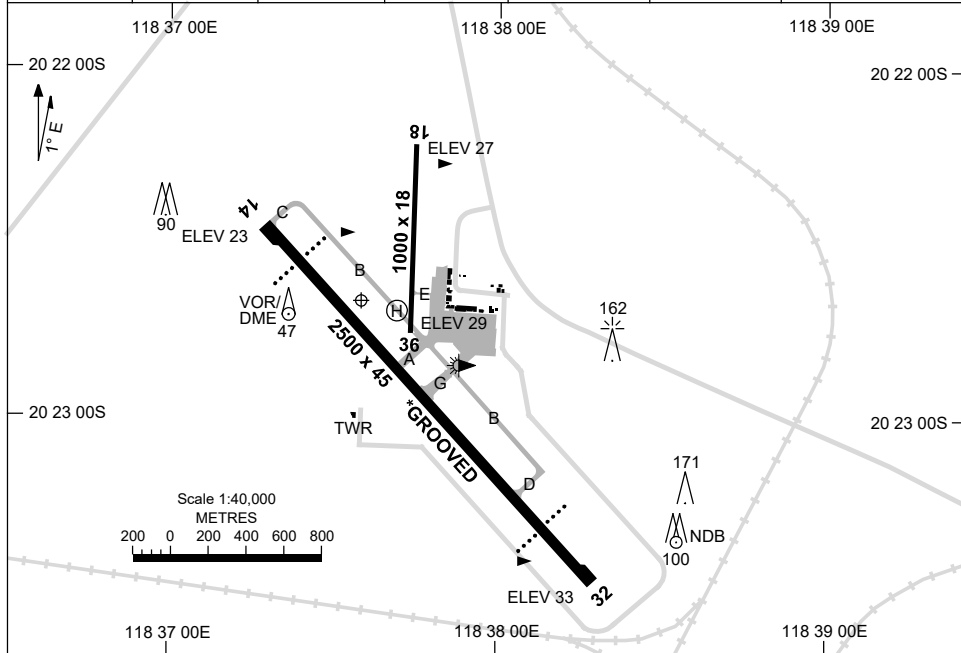 118 37 00E
118 38 00E
118 39 00E
20 22 00S
20 22 00S
1° E
18
ELEV 27
90
14
C
ELEV 23
1000 x 18
B
E
VOR/
DME
47
H
ELEV 29
162
36
A
2500 x 45
G
20 23 00S
20 23 00S
*GROOVED
B
TWR
171
D
Scale 1:40,000
METRES
200 0 200 400 600 800
NDB
100
ELEV 33
32
118 37 00E
118 38 00E
118 39 00E